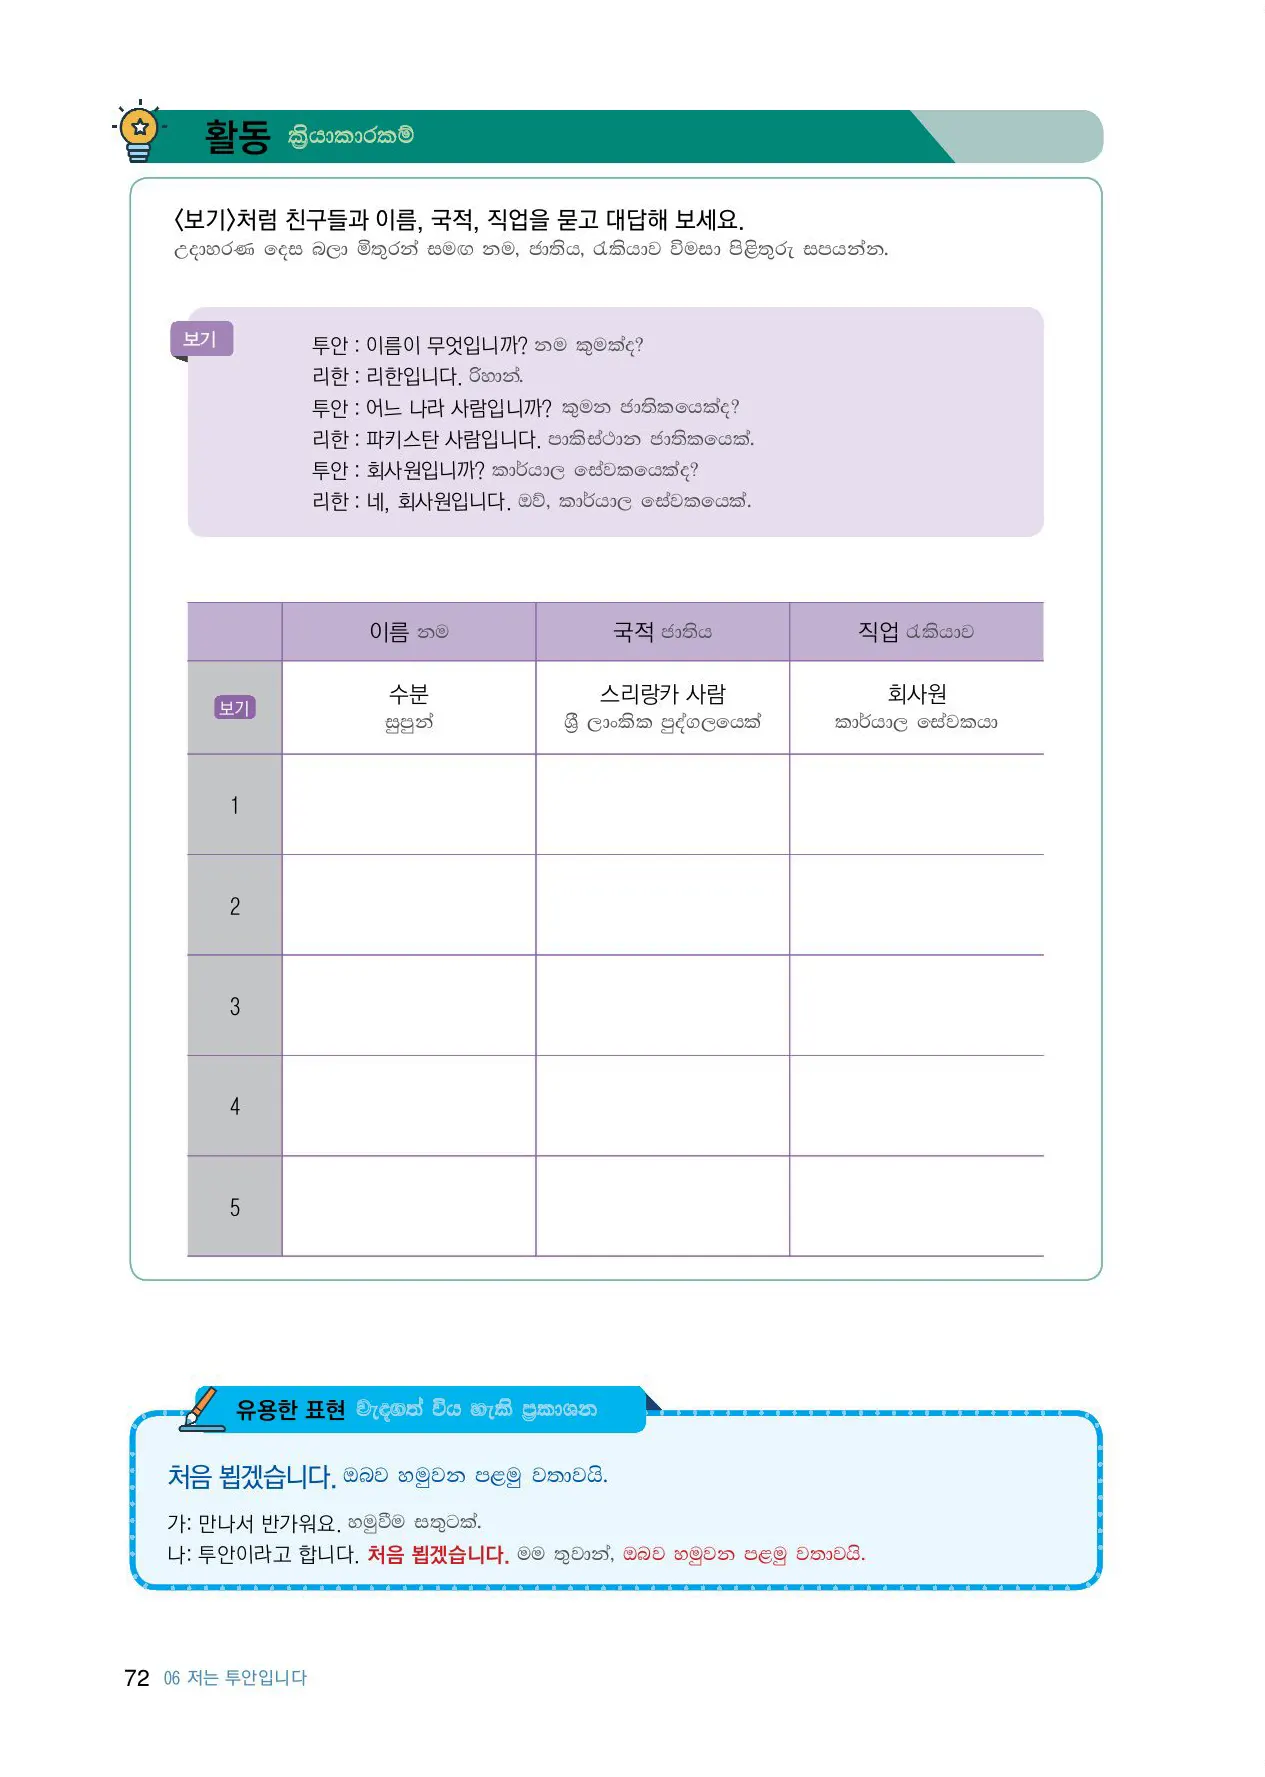 활동 ක්‍රියාකාරකම්
〈보기〉처럼 친구들과 이름, 국적, 직업을 묻고 대답해 보세요.
උදාහරණ දෙස බලා මිතුරන් සමඟ නම, ජාතිය, රැකියාව විමසා පිළිතුරු සපයන්න.
보기
투안 : 이름이 무엇입니까? නම කුමක්ද?
리한 : 리한입니다. රිහාන්.
투안 : 어느 나라 사람입니까? කුමන ජාතිකයෙක්ද?
리한 : 파키스탄 사람입니다. පාකිස්ථාන ජාතිකයෙක්.
투안 : 회사원입니까? කාර්යාල සේවකයෙක්ද?
리한 : 네, 회사원입니다. ඔව්, කාර්යාල සේවකයෙක්.
이름 නම 국적 ජාතිය 직업 රැකියාව
보기 수분 스리랑카 사람 회사원
සුපුන් ශ්‍රී ලාංකික පුද්ගලයෙක් කාර්යාල සේවකයා
1
2
3
4
5
유용한 표현 වැදගත් විය හැකි ප්‍රකාශන
처음 뵙겠습니다. ඔබව හමුවන පළමු වතාවයි.
가: 만나서 반가워요. හමුවීම සතුටක්.
나: 투안이라고 합니다. 처음 뵙겠습니다. මම තුවාන්, ඔබව හමුවන පළමු වතාවයි.
72 06 저는 투안입니다